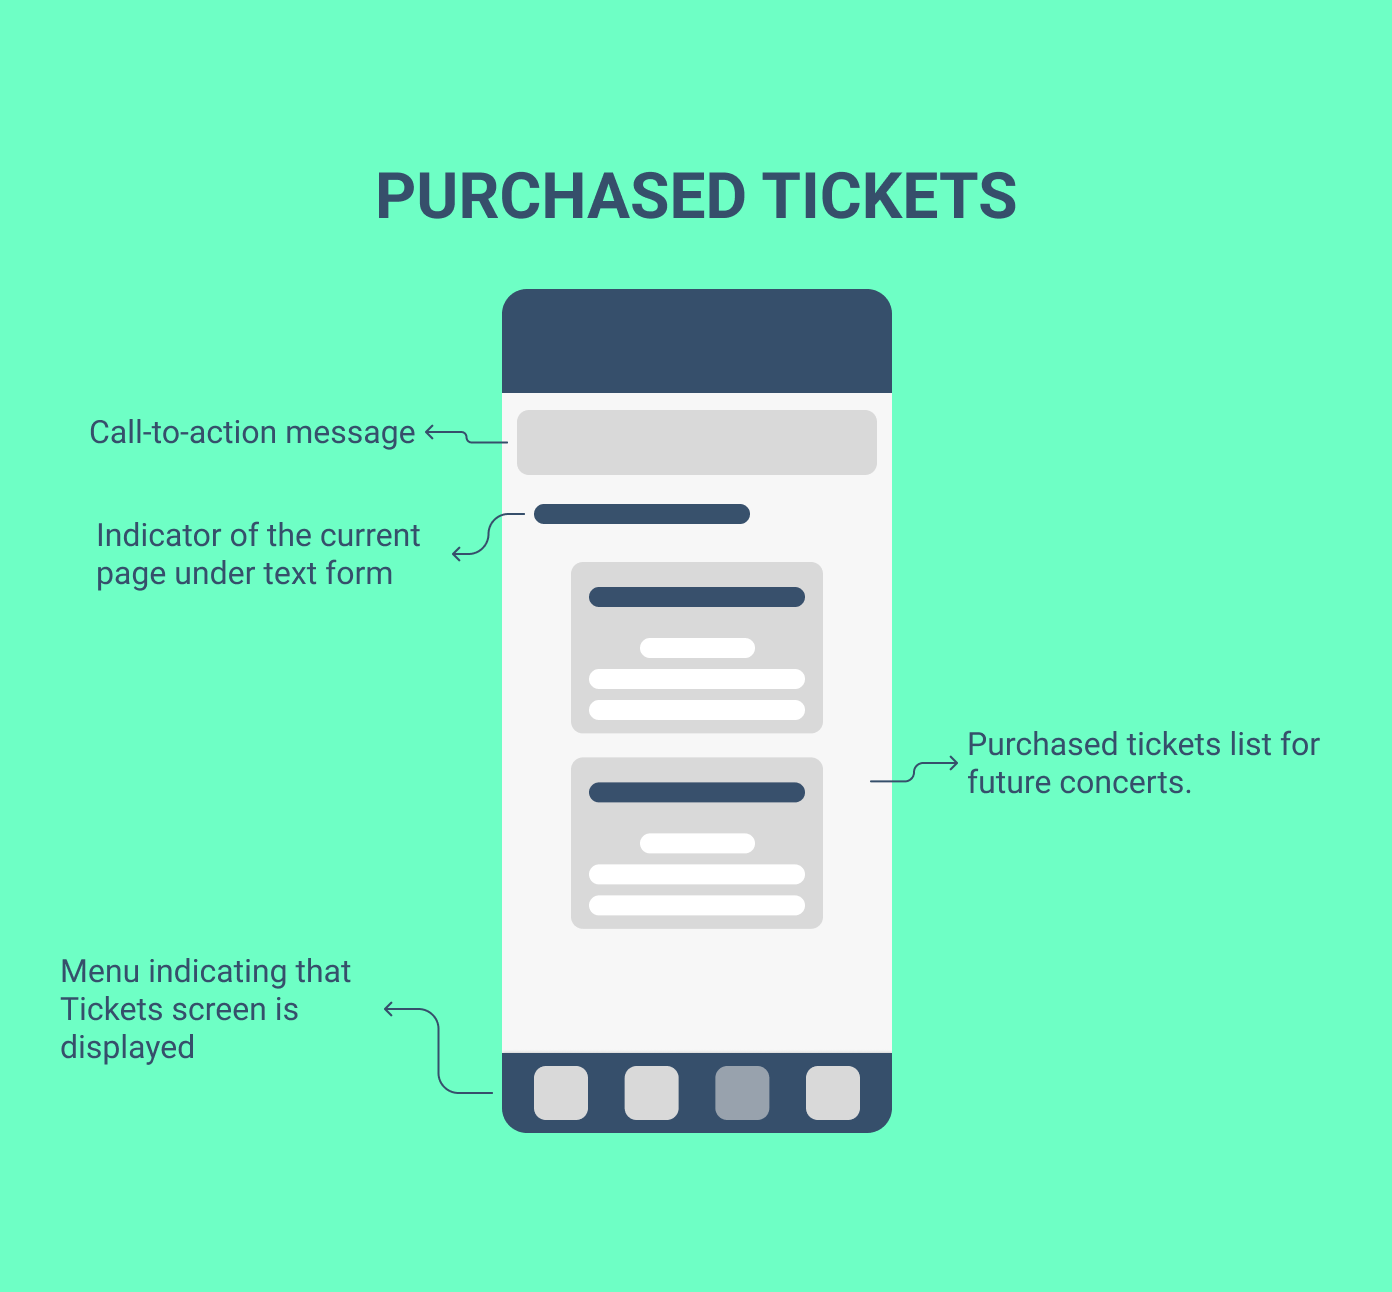 PURCHASED TICKETS
Call-to-action message
Indicator of the current
page under text form
Purchased tickets list for
future concerts.
Menu indicating that
Tickets screen is
displayed